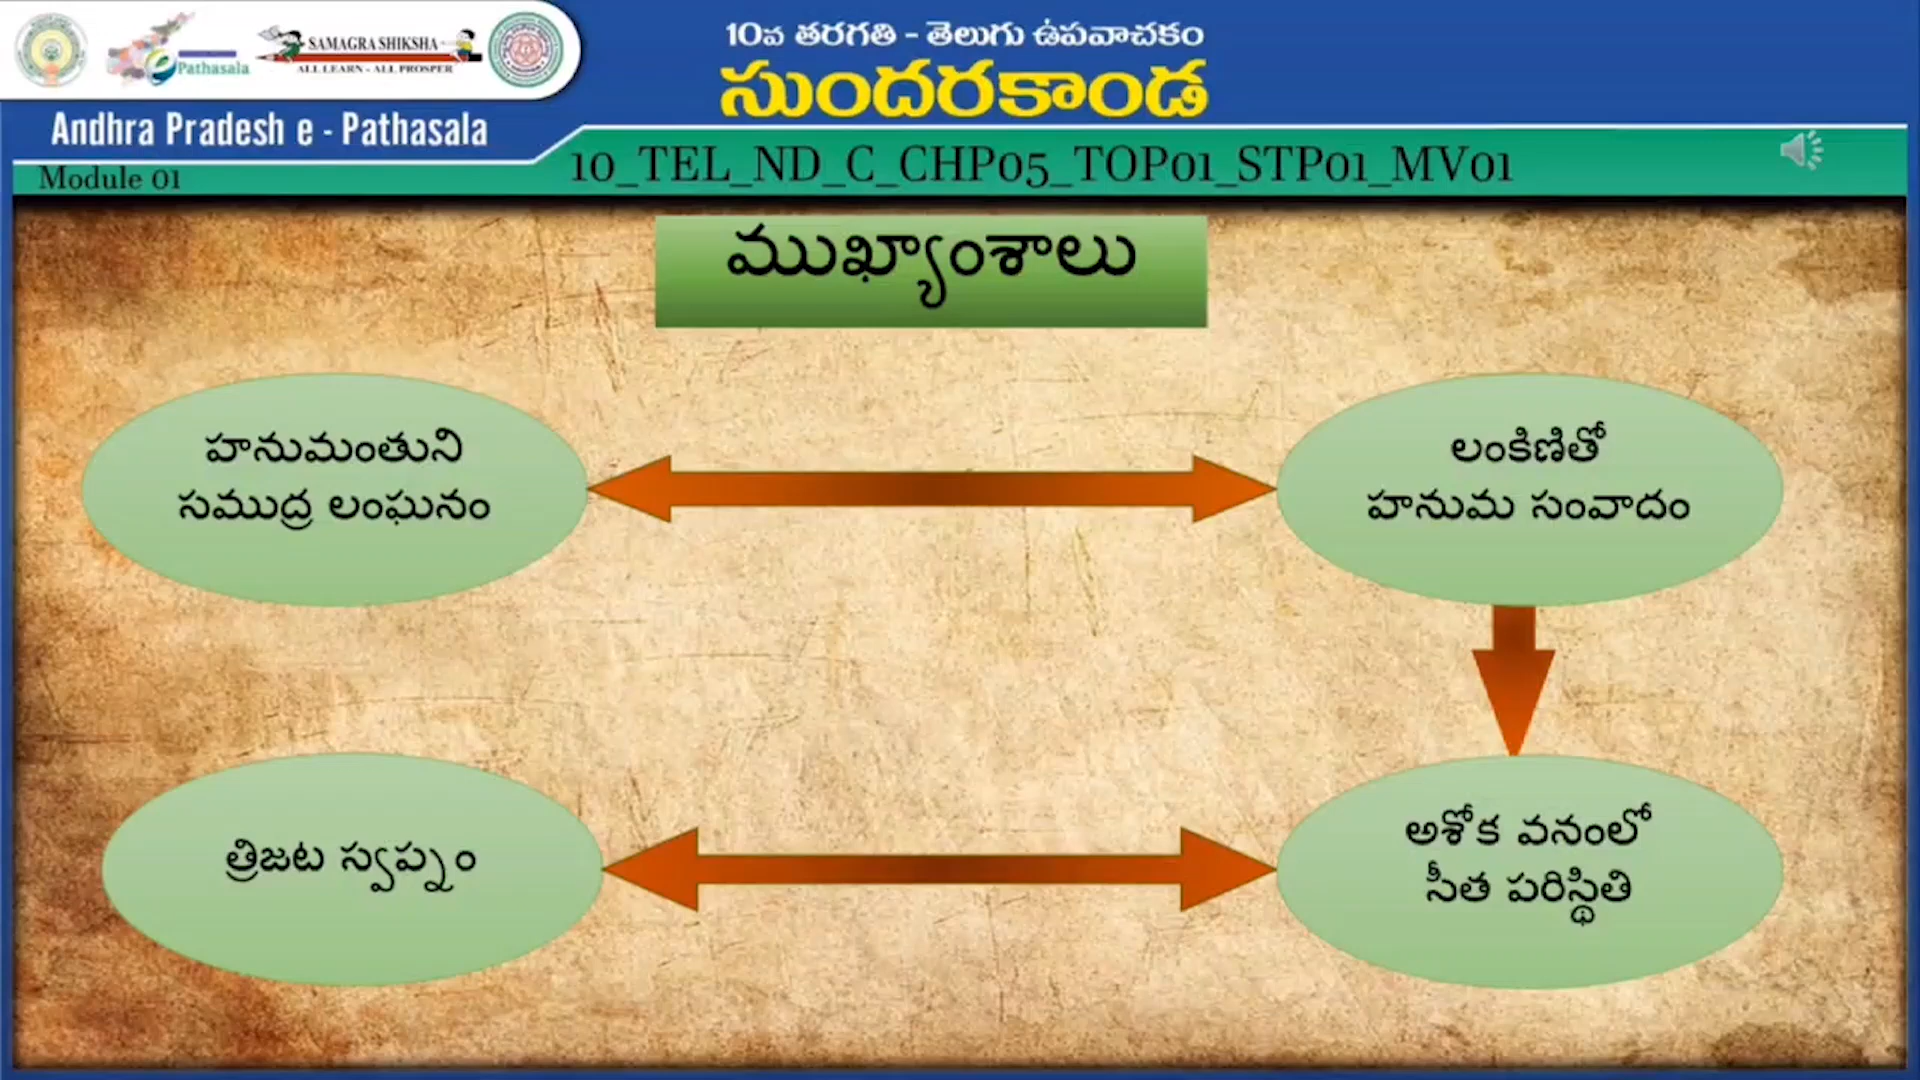 Pathasala
SAMAGRA SHIKSHA
ALL LEARN - ALL PROSPER
10వ తరగతి - తెలుగు ఉపవాచకం
సుందరకాండ
Andhra Pradesh e - Pathasala
Module 01
10_TEL_ND_C_CHP05_TOP01_STP01_MV01
ముఖ్యాంశాలు
హనుమంతుని
సముద్ర లంఘనం
లంకిణితో
హనుమ సంవాదం
త్రిజట స్వప్నం
అశోక వనంలో
సీత పరిస్థితి